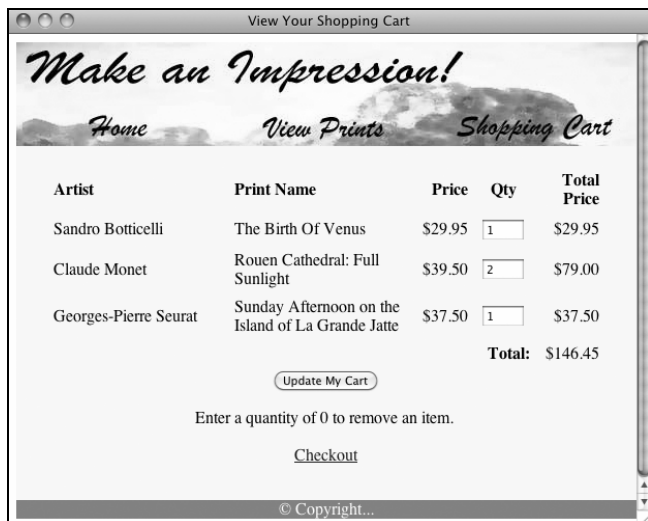 View Your Shopping Cart
Make an Impression!
Home View Prints Shopping Cart
Artist Print Name Price Qty Total Price
Sandro Botticelli The Birth Of Venus $29.95 1 $29.95
Claude Monet Rouen Cathedral: Full Sunlight $39.50 2 $79.00
Georges-Pierre Seurat Sunday Afternoon on the Island of La Grande Jatte $37.50 1 $37.50
Total: $146.45
Update My Cart
Enter a quantity of 0 to remove an item.
Checkout
© Copyright...